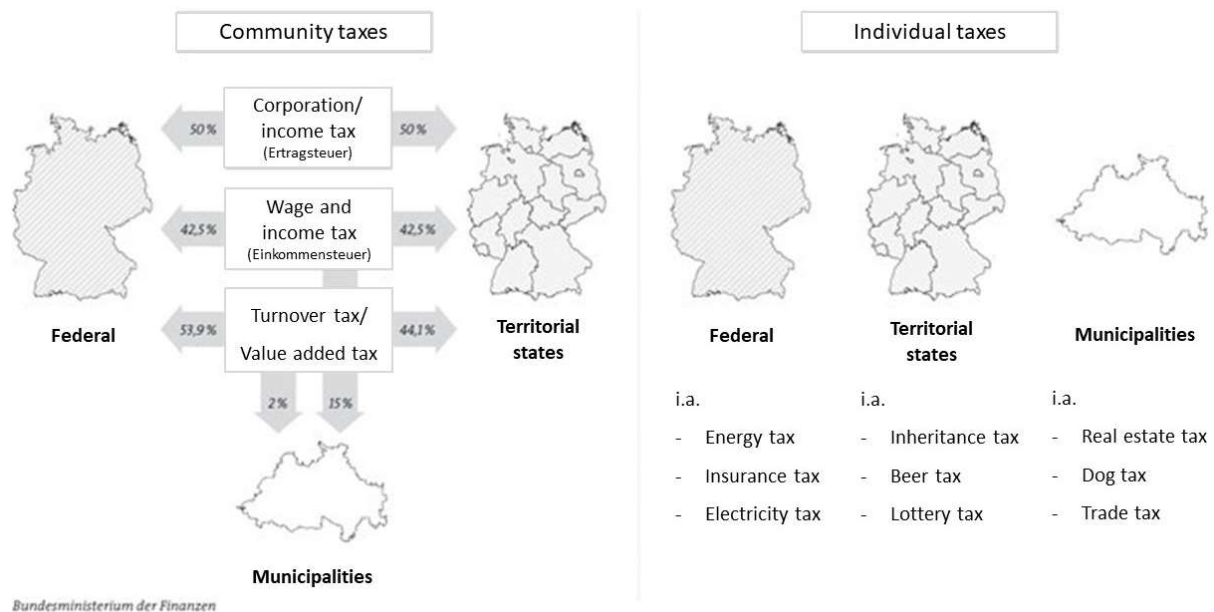 Community taxes
Corporation/
income tax
(Ertragsteuer)
50%
50%
Wage and
income tax
(Einkommensteuer)
42,5%
42,5%
Turnover tax/
Value added tax
53,9%
44,1%
Federal
Territorial
states
2%
15%
Municipalities
Individual taxes
Federal
Territorial
states
Municipalities
i.a.
- Energy tax
- Insurance tax
- Electricity tax
i.a.
- Inheritance tax
- Beer tax
- Lottery tax
i.a.
- Real estate tax
- Dog tax
- Trade tax
Bundesministerium der Finanzen